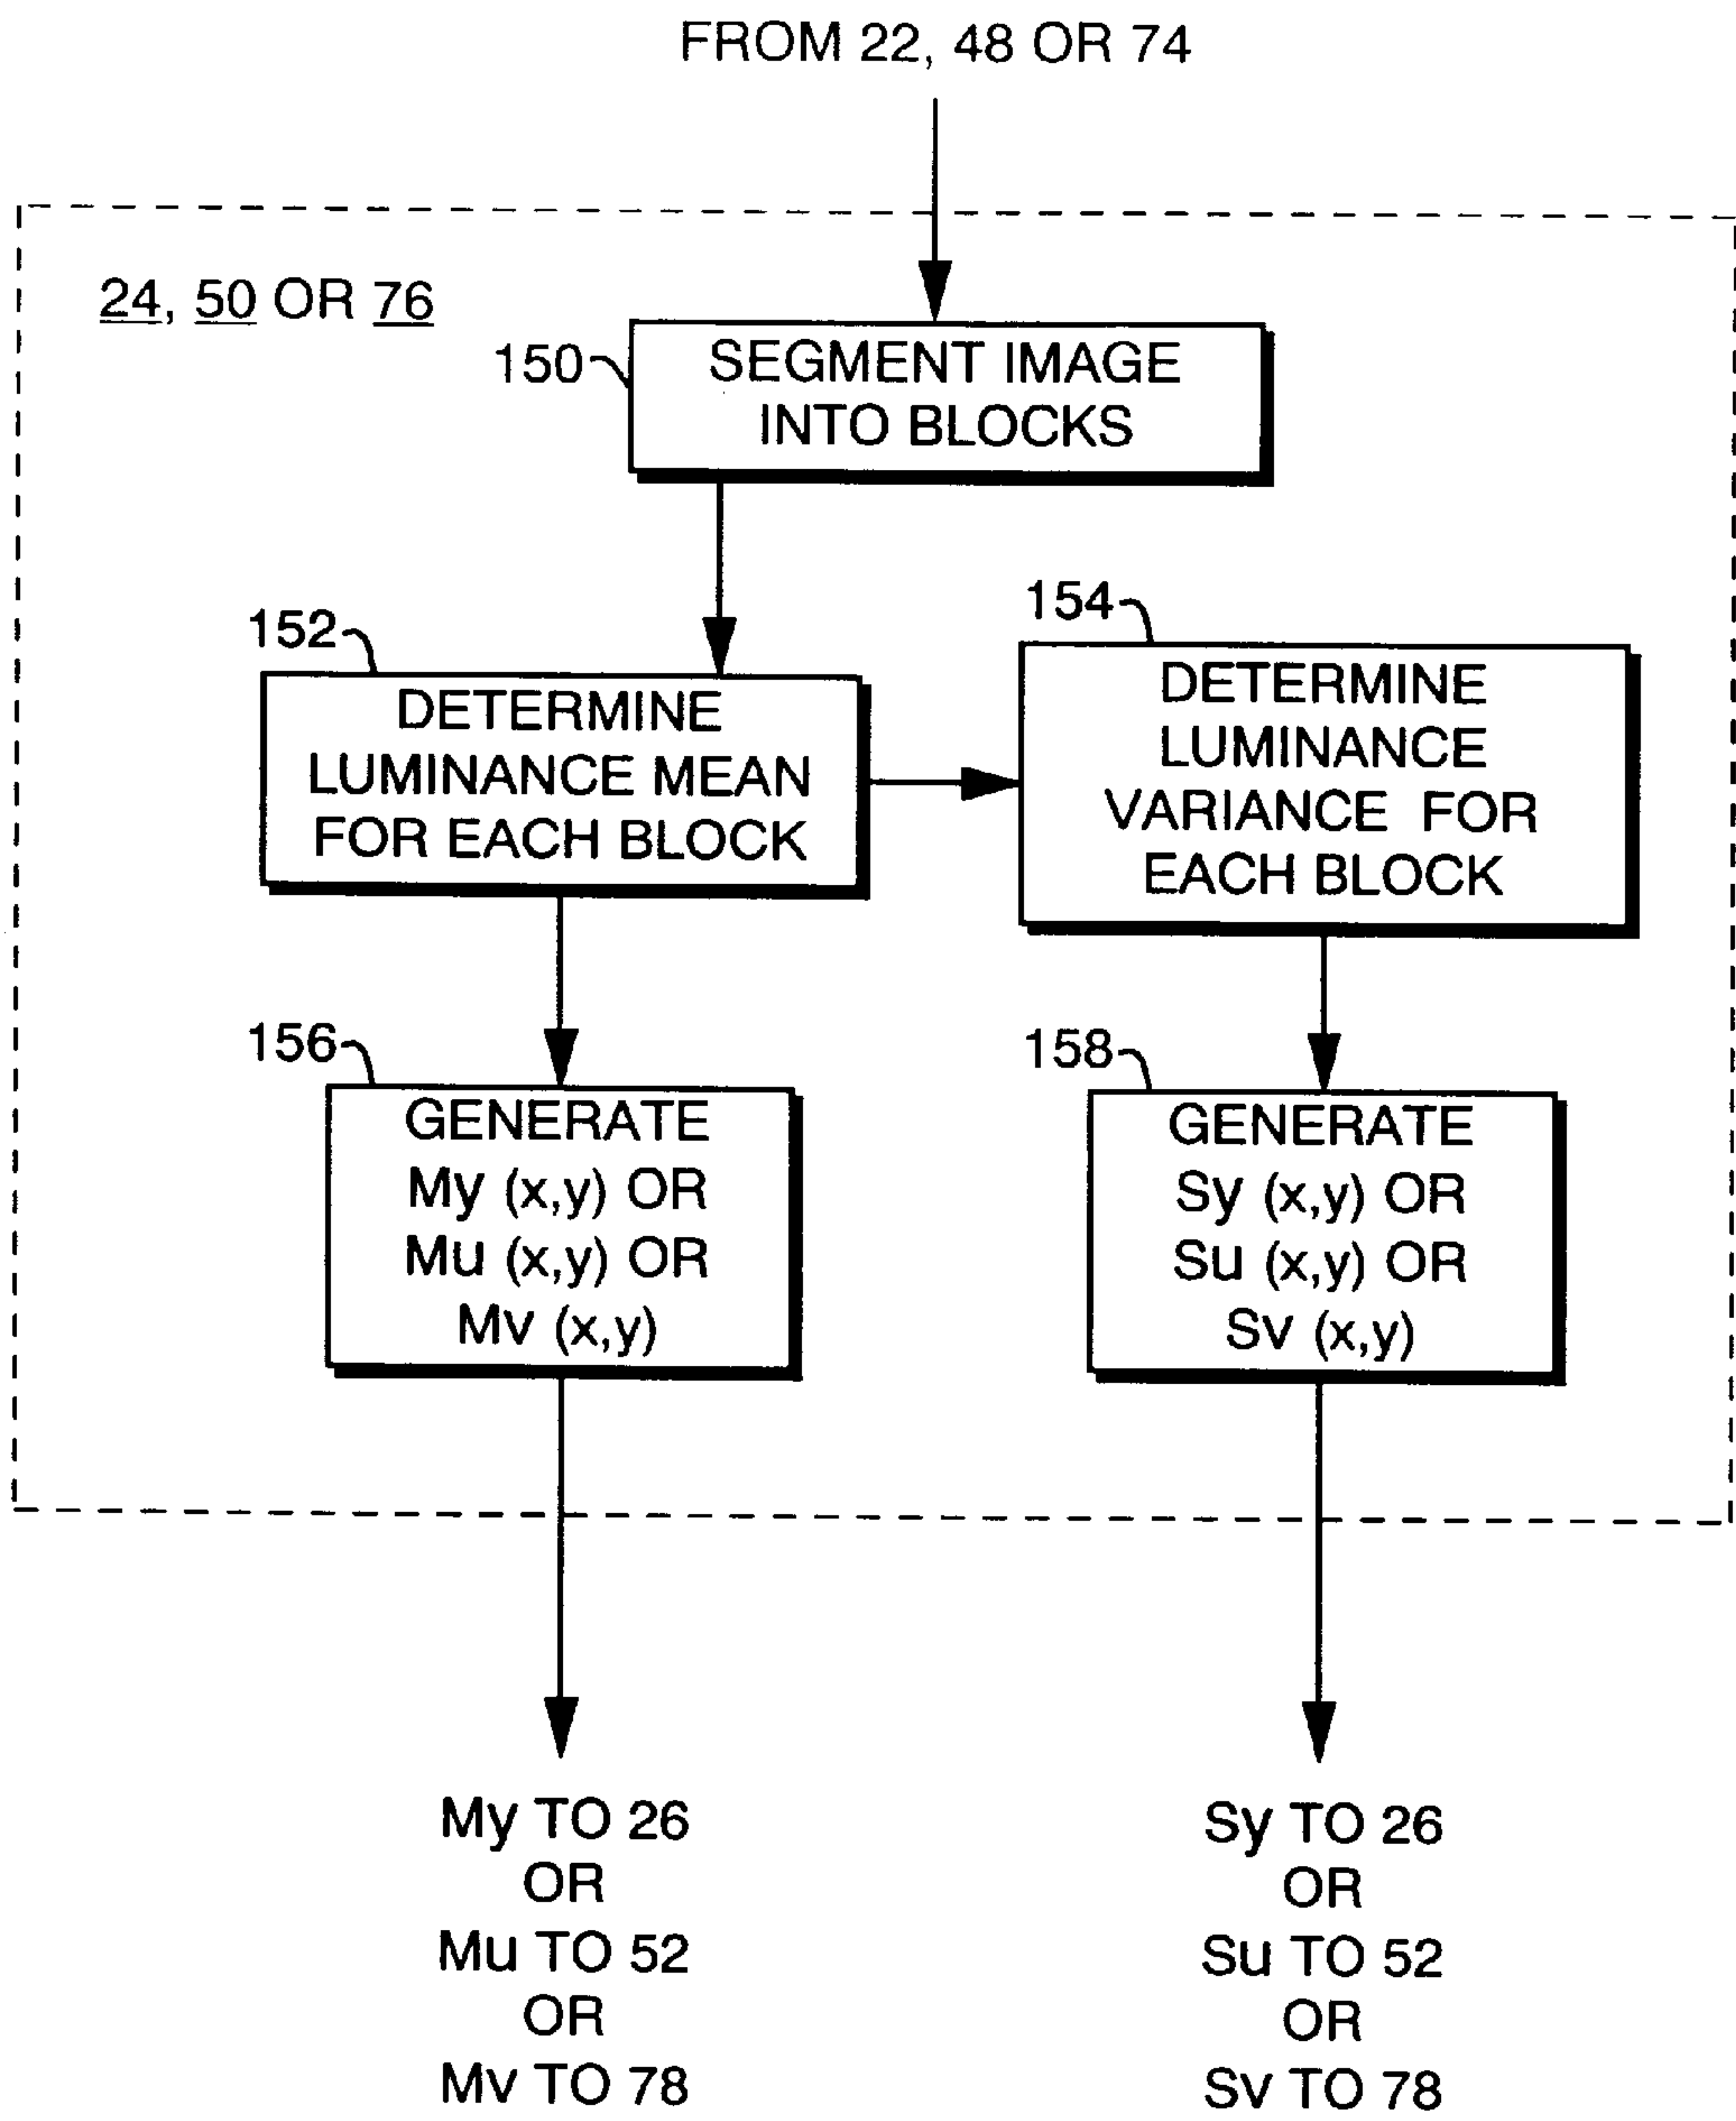 FROM 22, 48 OR 74
24, 50 OR 76
150
SEGMENT IMAGE
INTO BLOCKS
152
DETERMINE
LUMINANCE MEAN
FOR EACH BLOCK
154
DETERMINE
LUMINANCE
VARIANCE FOR
EACH BLOCK
156
GENERATE
My (x,y) OR
Mu (x,y) OR
Mv (x,y)
158
GENERATE
Sy (x,y) OR
Su (x,y) OR
Sv (x,y)
My TO 26
OR
Mu TO 52
OR
Mv TO 78
Sy TO 26
OR
Su TO 52
OR
Sv TO 78